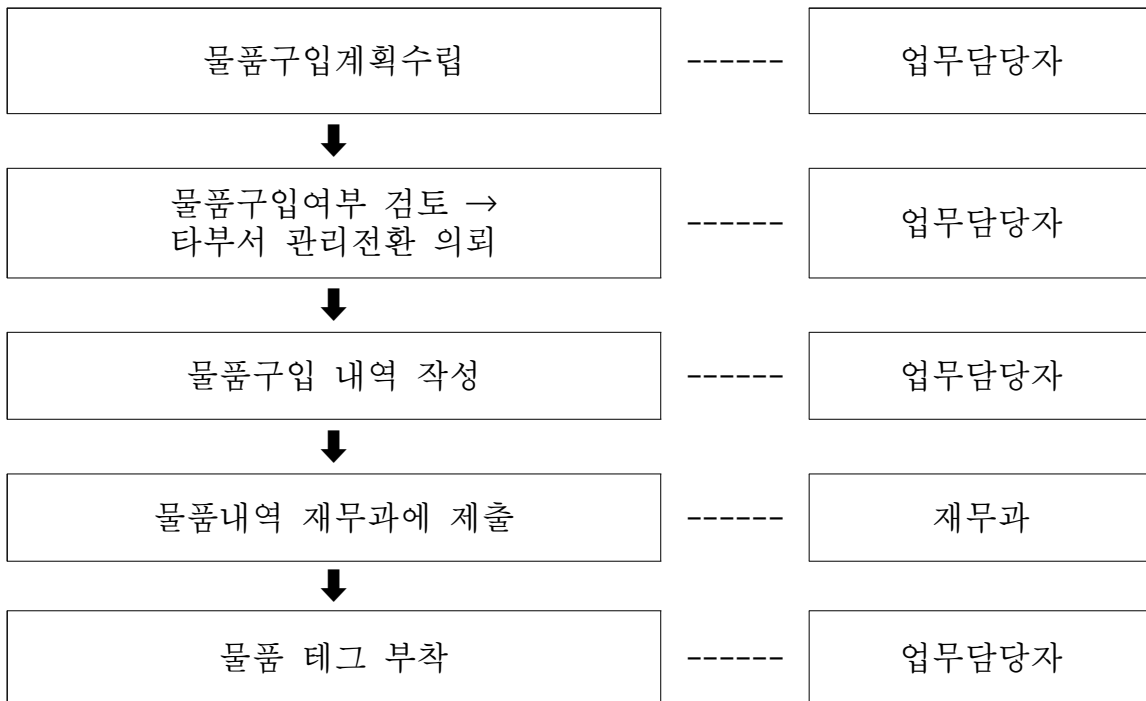 물품구입계획수립 ------ 업무담당자
물품구입여부 검토 →
타부서 관리전환 의뢰 ------ 업무담당자
물품구입 내역 작성 ------ 업무담당자
물품내역 재무과에 제출 ------ 재무과
물품 테그 부착 ------ 업무담당자